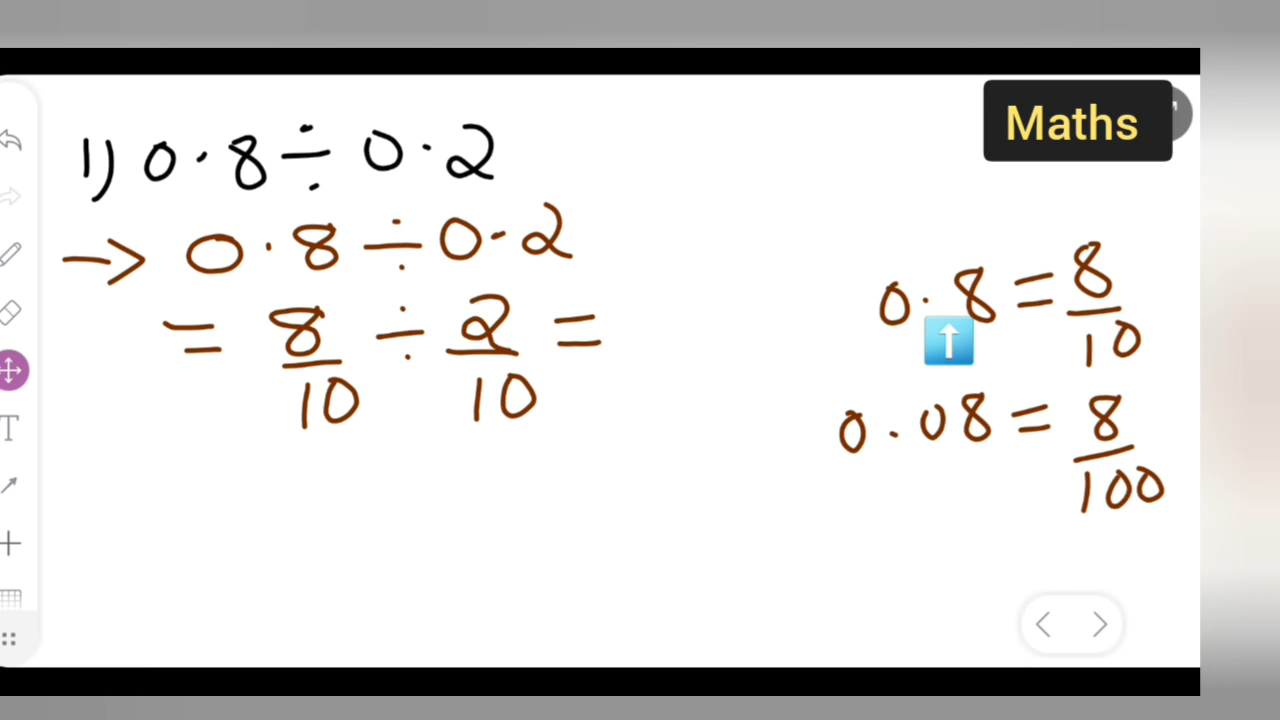 Maths
1) 0.8 ÷ 0.2
→ 0.8 ÷ 0.2
= 8/10 ÷ 2/10 =
0.8 = 8/10
0.08 = 8/100
T